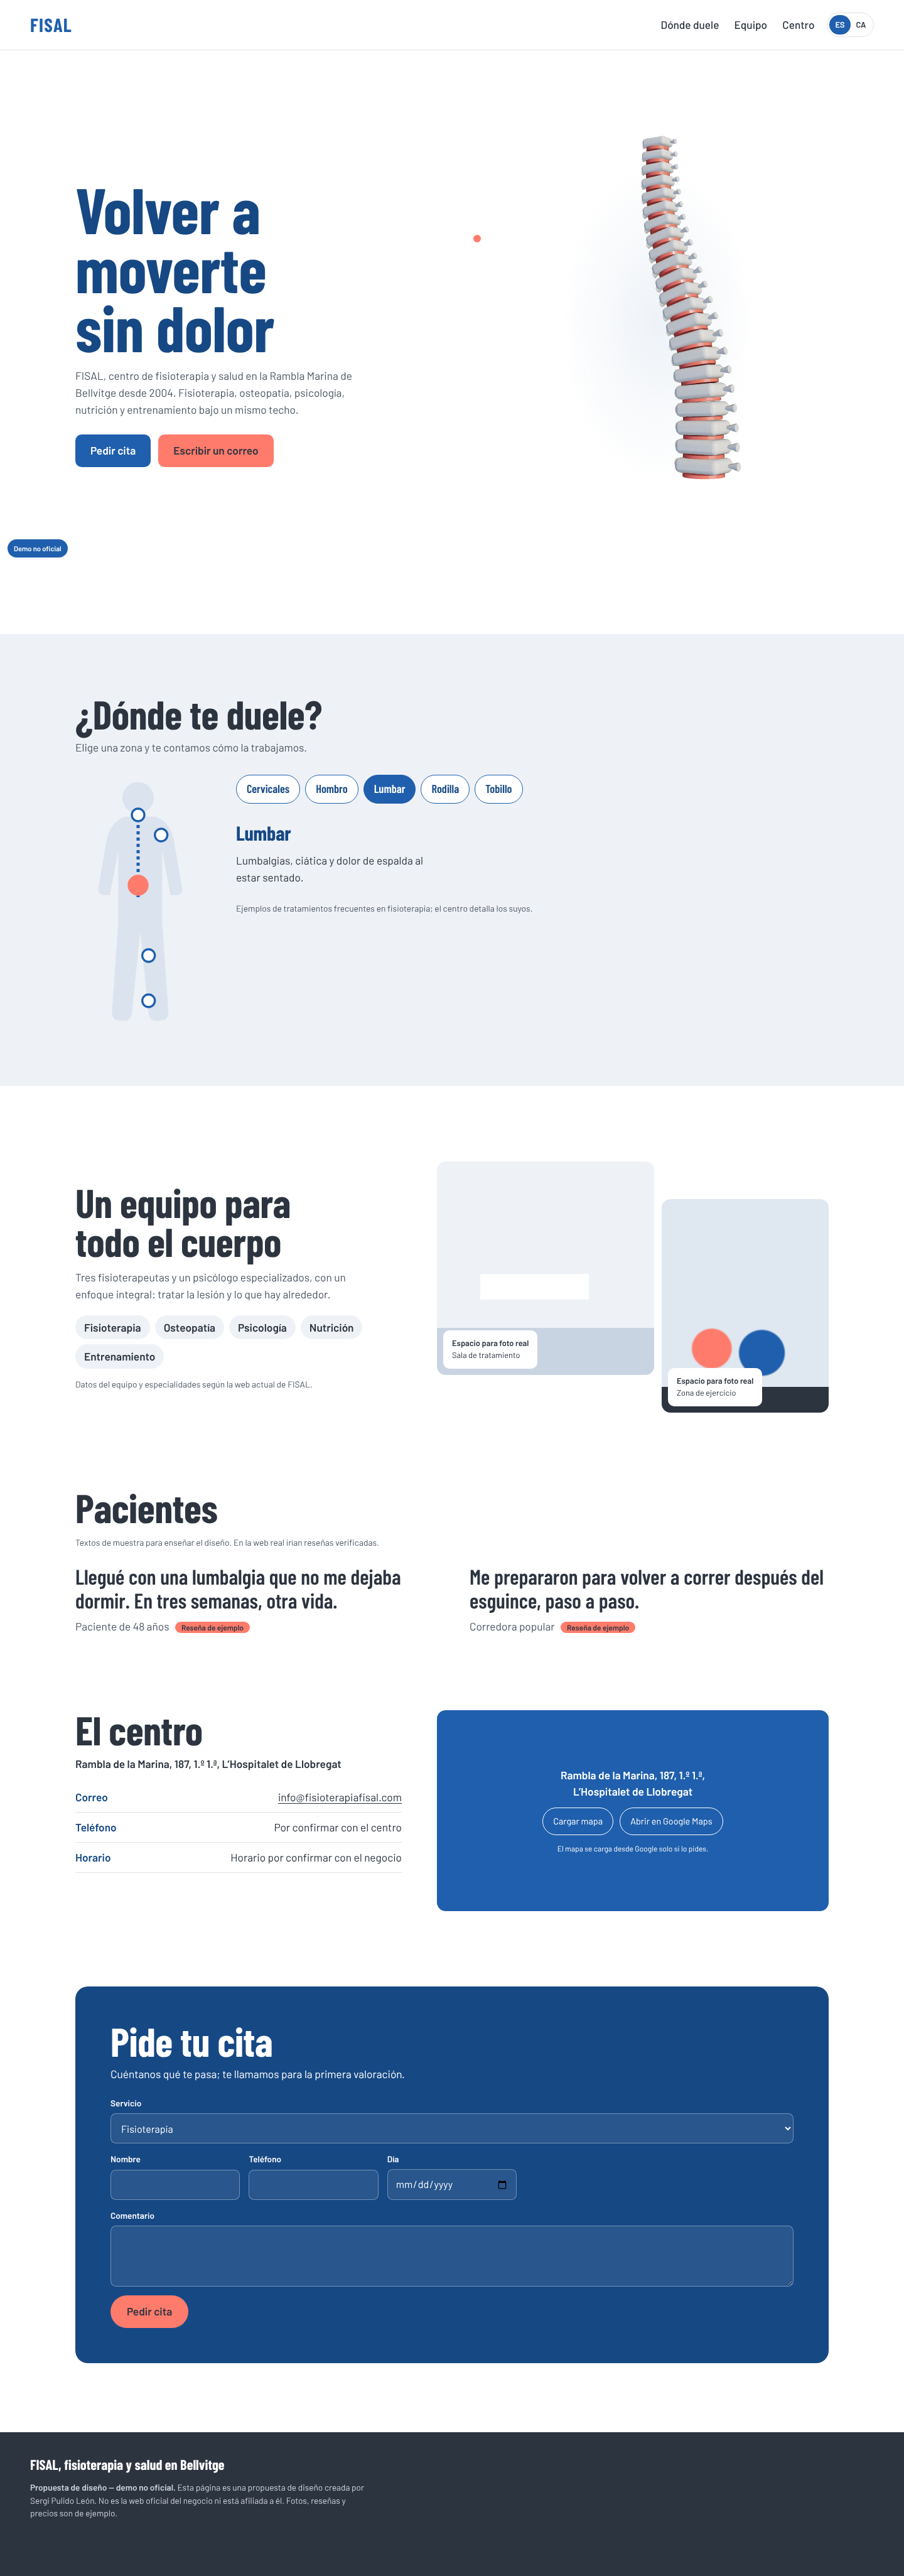 FISAL
Dónde duele
Equipo
Centro
ES
CA
Volver a
moverte
sin dolor
FISAL, centro de fisioterapia y salud en la Rambla Marina de
Bellvitge desde 2004. Fisioterapia, osteopatía, psicología,
nutrición y entrenamiento bajo un mismo techo.
Pedir cita
Escribir un correo
Demo no oficial
¿Dónde te duele?
Elige una zona y te contamos cómo la trabajamos.
Cervicales
Hombro
Lumbar
Rodilla
Tobillo
Lumbar
Lumbalgias, ciática y dolor de espalda al
estar sentado.
Ejemplos de tratamientos frecuentes en fisioterapia; el centro detalla los suyos.
Un equipo para
todo el cuerpo
Tres fisioterapeutas y un psicólogo especializados, con un
enfoque integral: tratar la lesión y lo que hay alrededor.
Fisioterapia
Osteopatía
Psicología
Nutrición
Entrenamiento
Datos del equipo y especialidades según la web actual de FISAL.
Espacio para foto real
Sala de tratamiento
Espacio para foto real
Zona de ejercicio
Pacientes
Textos de muestra para enseñar el diseño. En la web real irían reseñas verificadas.
Llegué con una lumbalgia que no me dejaba
dormir. En tres semanas, otra vida.
Paciente de 48 años
Reseña de ejemplo
Me prepararon para volver a correr después del
esguince, paso a paso.
Corredora popular
Reseña de ejemplo
El centro
Rambla de la Marina, 187, 1.º 1.ª, L’Hospitalet de Llobregat
Correo
info@fisioterapiafisal.com
Teléfono
Por confirmar con el centro
Horario
Horario por confirmar con el negocio
Rambla de la Marina, 187, 1.º 1.ª,
L’Hospitalet de Llobregat
Cargar mapa
Abrir en Google Maps
El mapa se carga desde Google solo si lo pides.
Pide tu cita
Cuéntanos qué te pasa; te llamamos para la primera valoración.
Servicio
Fisioterapia
Nombre
Teléfono
Día
mm/dd/yyyy
Comentario
Pedir cita
FISAL, fisioterapia y salud en Bellvitge
Propuesta de diseño — demo no oficial. Esta página es una propuesta de diseño creada por
Sergi Pulido León. No es la web oficial del negocio ni está afiliada a él. Fotos, reseñas y
precios son de ejemplo.